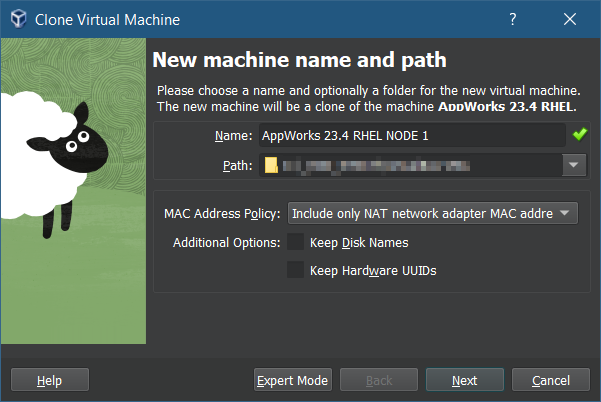 Clone Virtual Machine
?
New machine name and path
Please choose a name and optionally a folder for the new virtual machine.
The new machine will be a clone of the machine AppWorks 23.4 RHEL.
Name: AppWorks 23.4 RHEL NODE 1
Path:
MAC Address Policy: Include only NAT network adapter MAC addre
Additional Options: Keep Disk Names
Keep Hardware UUIDs
Help Expert Mode Back Next Cancel